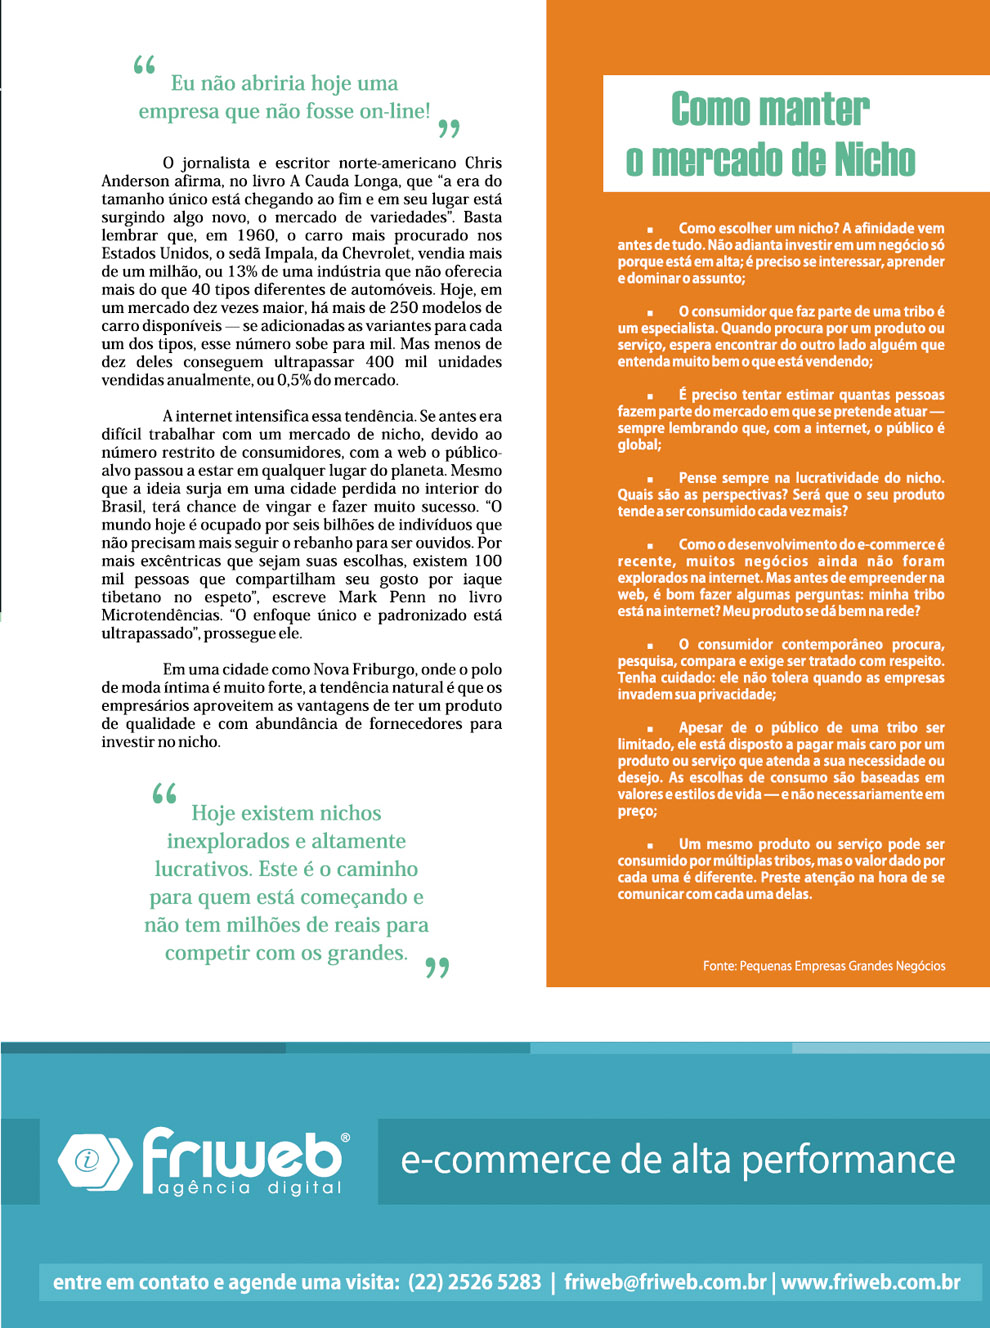 “
Eu não abriria hoje uma
empresa que não fosse on-line!
”
O jornalista e escritor norte-americano Chris
Anderson afirma, no livro A Cauda Longa, que “a era do
tamanho único está chegando ao fim e em seu lugar está
surgindo algo novo, o mercado de variedades”. Basta
lembrar que, em 1960, o carro mais procurado nos
Estados Unidos, o sedã Impala, da Chevrolet, vendia mais
de um milhão, ou 13% de uma indústria que não oferecia
mais do que 40 tipos diferentes de automóveis. Hoje, em
um mercado dez vezes maior, há mais de 250 modelos de
carro disponíveis — se adicionadas as variantes para cada
um dos tipos, esse número sobe para mil. Mas menos de
dez deles conseguem ultrapassar 400 mil unidades
vendidas anualmente, ou 0,5% do mercado.
A internet intensifica essa tendência. Se antes era
difícil trabalhar com um mercado de nicho, devido ao
número restrito de consumidores, com a web o público-
alvo passou a estar em qualquer lugar do planeta. Mesmo
que a ideia surja em uma cidade perdida no interior do
Brasil, terá chance de vingar e fazer muito sucesso. “O
mundo hoje é ocupado por seis bilhões de indivíduos que
não precisam mais seguir o rebanho para ser ouvidos. Por
mais excêntricas que sejam suas escolhas, existem 100
mil pessoas que compartilham seu gosto por iaque
tibetano no espeto”, escreve Mark Penn no livro
Microtendências. “O enfoque único e padronizado está
ultrapassado”, prossegue ele.
Em uma cidade como Nova Friburgo, onde o polo
de moda íntima é muito forte, a tendência natural é que os
empresários aproveitem as vantagens de ter um produto
de qualidade e com abundância de fornecedores para
investir no nicho.
“
Hoje existem nichos
inexplorados e altamente
lucrativos. Este é o caminho
para quem está começando e
não tem milhões de reais para
competir com os grandes.
”
Como manter
o mercado de Nicho
▪ Como escolher um nicho? A afinidade vem
antes de tudo. Não adianta investir em um negócio só
porque está em alta; é preciso se interessar, aprender
e dominar o assunto;
▪ O consumidor que faz parte de uma tribo é
um especialista. Quando procura por um produto ou
serviço, espera encontrar do outro lado alguém que
entenda muito bem o que está vendendo;
▪ É preciso tentar estimar quantas pessoas
fazem parte do mercado em que se pretende atuar —
sempre lembrando que, com a internet, o público é
global;
▪ Pense sempre na lucratividade do nicho.
Quais são as perspectivas? Será que o seu produto
tende a ser consumido cada vez mais?
▪ Como o desenvolvimento do e-commerce é
recente, muitos negócios ainda não foram
explorados na internet. Mas antes de empreender na
web, é bom fazer algumas perguntas: minha tribo
está na internet? Meu produto se dá bem na rede?
▪ O consumidor contemporâneo procura,
pesquisa, compara e exige ser tratado com respeito.
Tenha cuidado: ele não tolera quando as empresas
invadem sua privacidade;
▪ Apesar de o público de uma tribo ser
limitado, ele está disposto a pagar mais caro por um
produto ou serviço que atenda a sua necessidade ou
desejo. As escolhas de consumo são baseadas em
valores e estilos de vida — e não necessariamente em
preço;
▪ Um mesmo produto ou serviço pode ser
consumido por múltiplas tribos, mas o valor dado por
cada uma é diferente. Preste atenção na hora de se
comunicar com cada uma delas.
Fonte: Pequenas Empresas Grandes Negócios
i friweb®
agência digital
e-commerce de alta performance
entre em contato e agende uma visita: (22) 2526 5283 | friweb@friweb.com.br | www.friweb.com.br